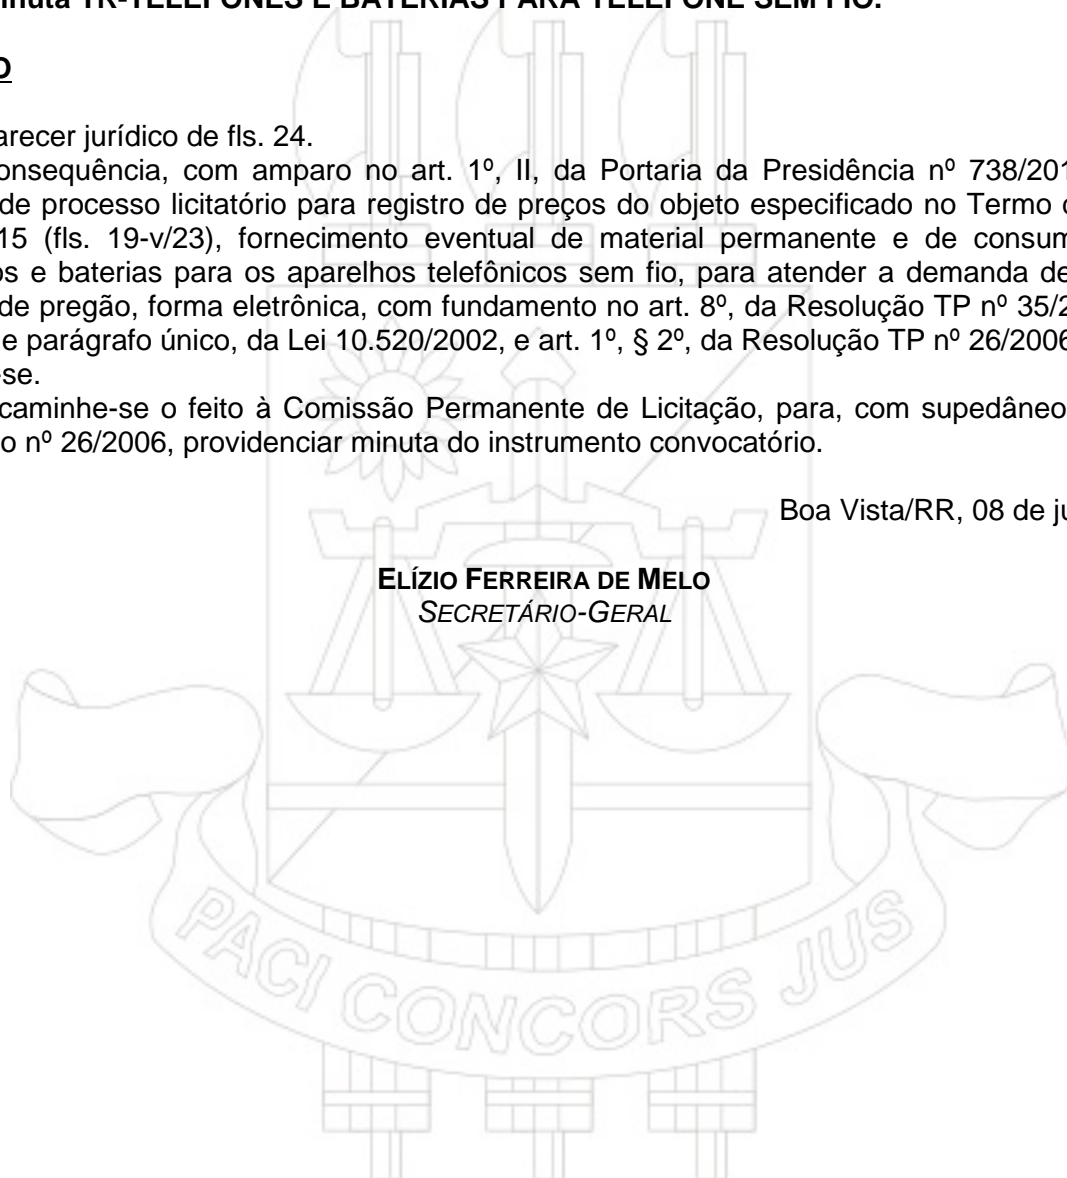 nuta TR-TELEFONES E BATERIAS PARA TELEFONE SEM FIO.
O
arecer jurídico de fls. 24.
onsequência, com amparo no art. 1º, II, da Portaria da Presidência nº 738/201
de processo licitatório para registro de preços do objeto especificado no Termo
15 (fls. 19-v/23), fornecimento eventual de material permanente e de consum
os e baterias para os aparelhos telefônicos sem fio, para atender a demanda de
de pregão, forma eletrônica, com fundamento no art. 8º, da Resolução TP nº 35/2
e parágrafo único, da Lei 10.520/2002, e art. 1º, § 2º, da Resolução TP nº 26/2006
-se.
caminhe-se o feito à Comissão Permanente de Licitação, para, com supedâneo
o nº 26/2006, providenciar minuta do instrumento convocatório.
Boa Vista/RR, 08 de ju
ELÍZIO FERREIRA DE MELO
SECRETÁRIO-GERAL
PACI CONCORS JUS